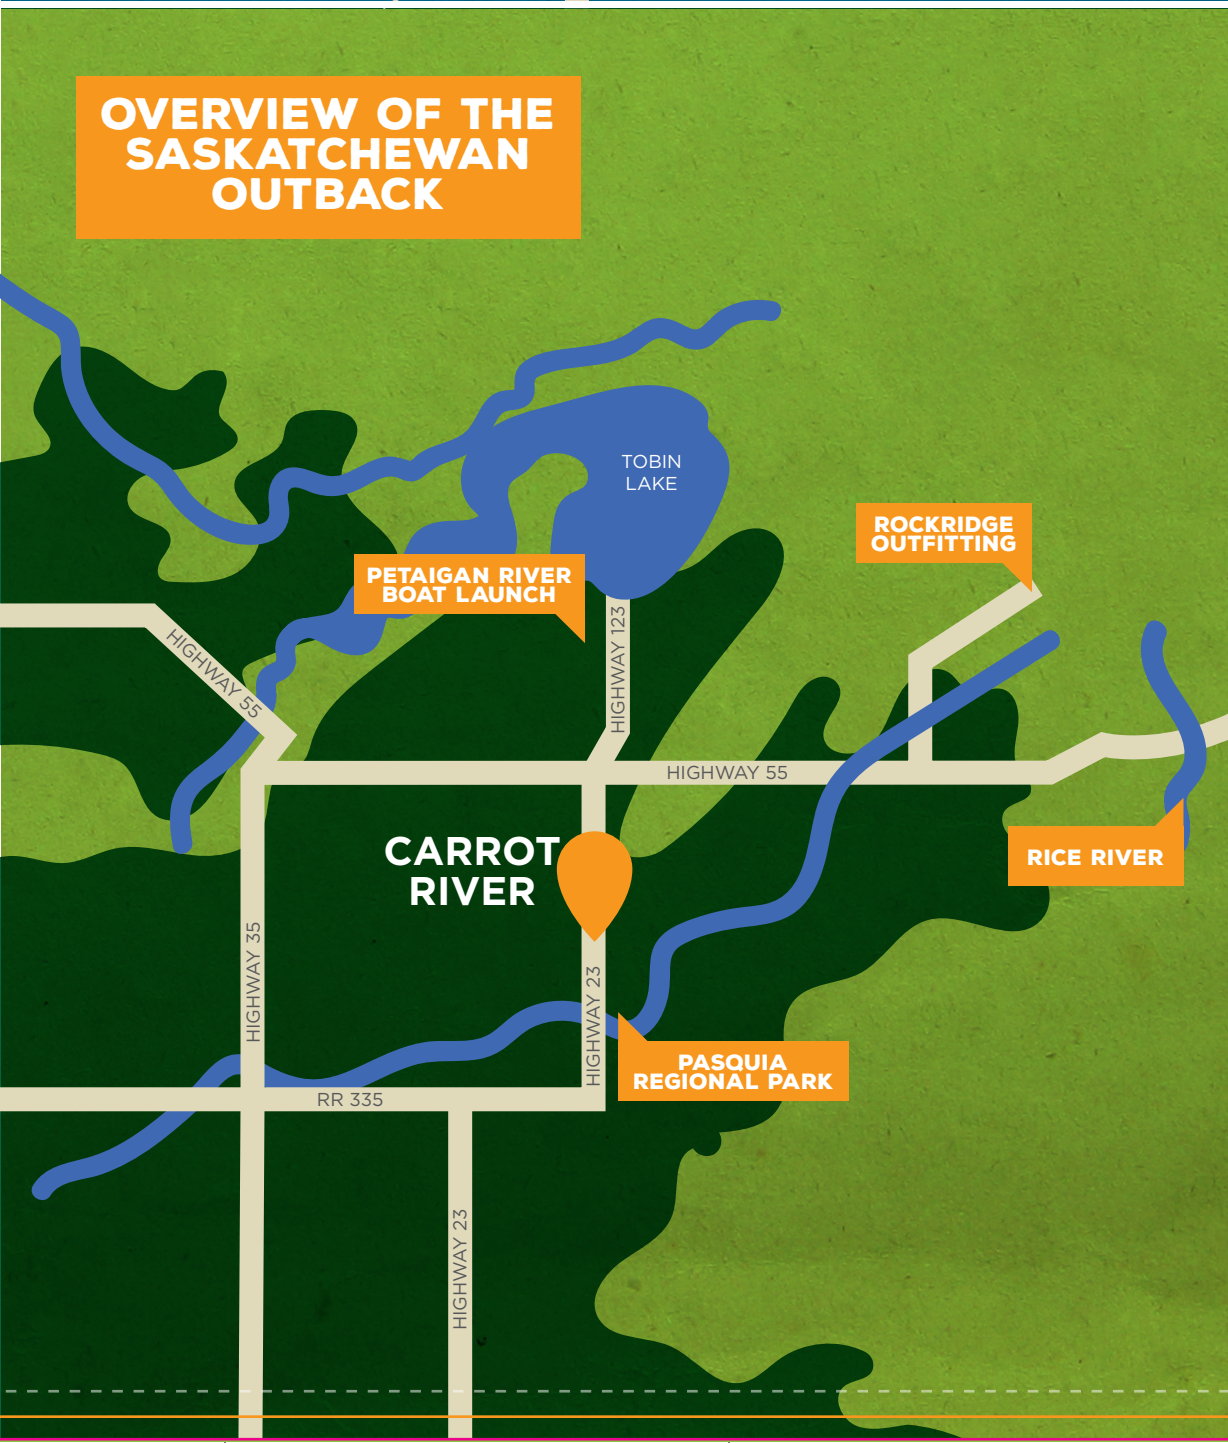 OVERVIEW OF THE
SASKATCHEWAN
OUTBACK
TOBIN
LAKE
ROCKRIDGE
OUTFITTING
PETAIGAN RIVER
BOAT LAUNCH
HIGHWAY 123
HIGHWAY 55
HIGHWAY 55
CARROT
RIVER
RICE RIVER
HIGHWAY 35
HIGHWAY 23
PASQUIA
REGIONAL PARK
RR 335
HIGHWAY 23